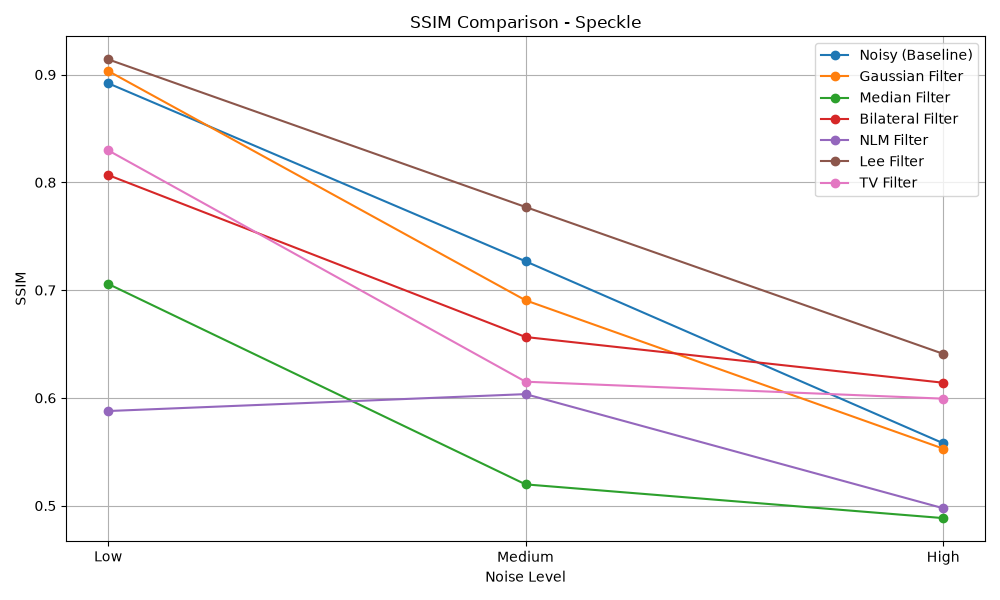 SSIM Comparison - Speckle
Noisy (Baseline)
Gaussian Filter
Median Filter
Bilateral Filter
NLM Filter
Lee Filter
TV Filter
SSIM
0.9
0.8
0.7
0.6
0.5
Low
Medium
High
Noise Level